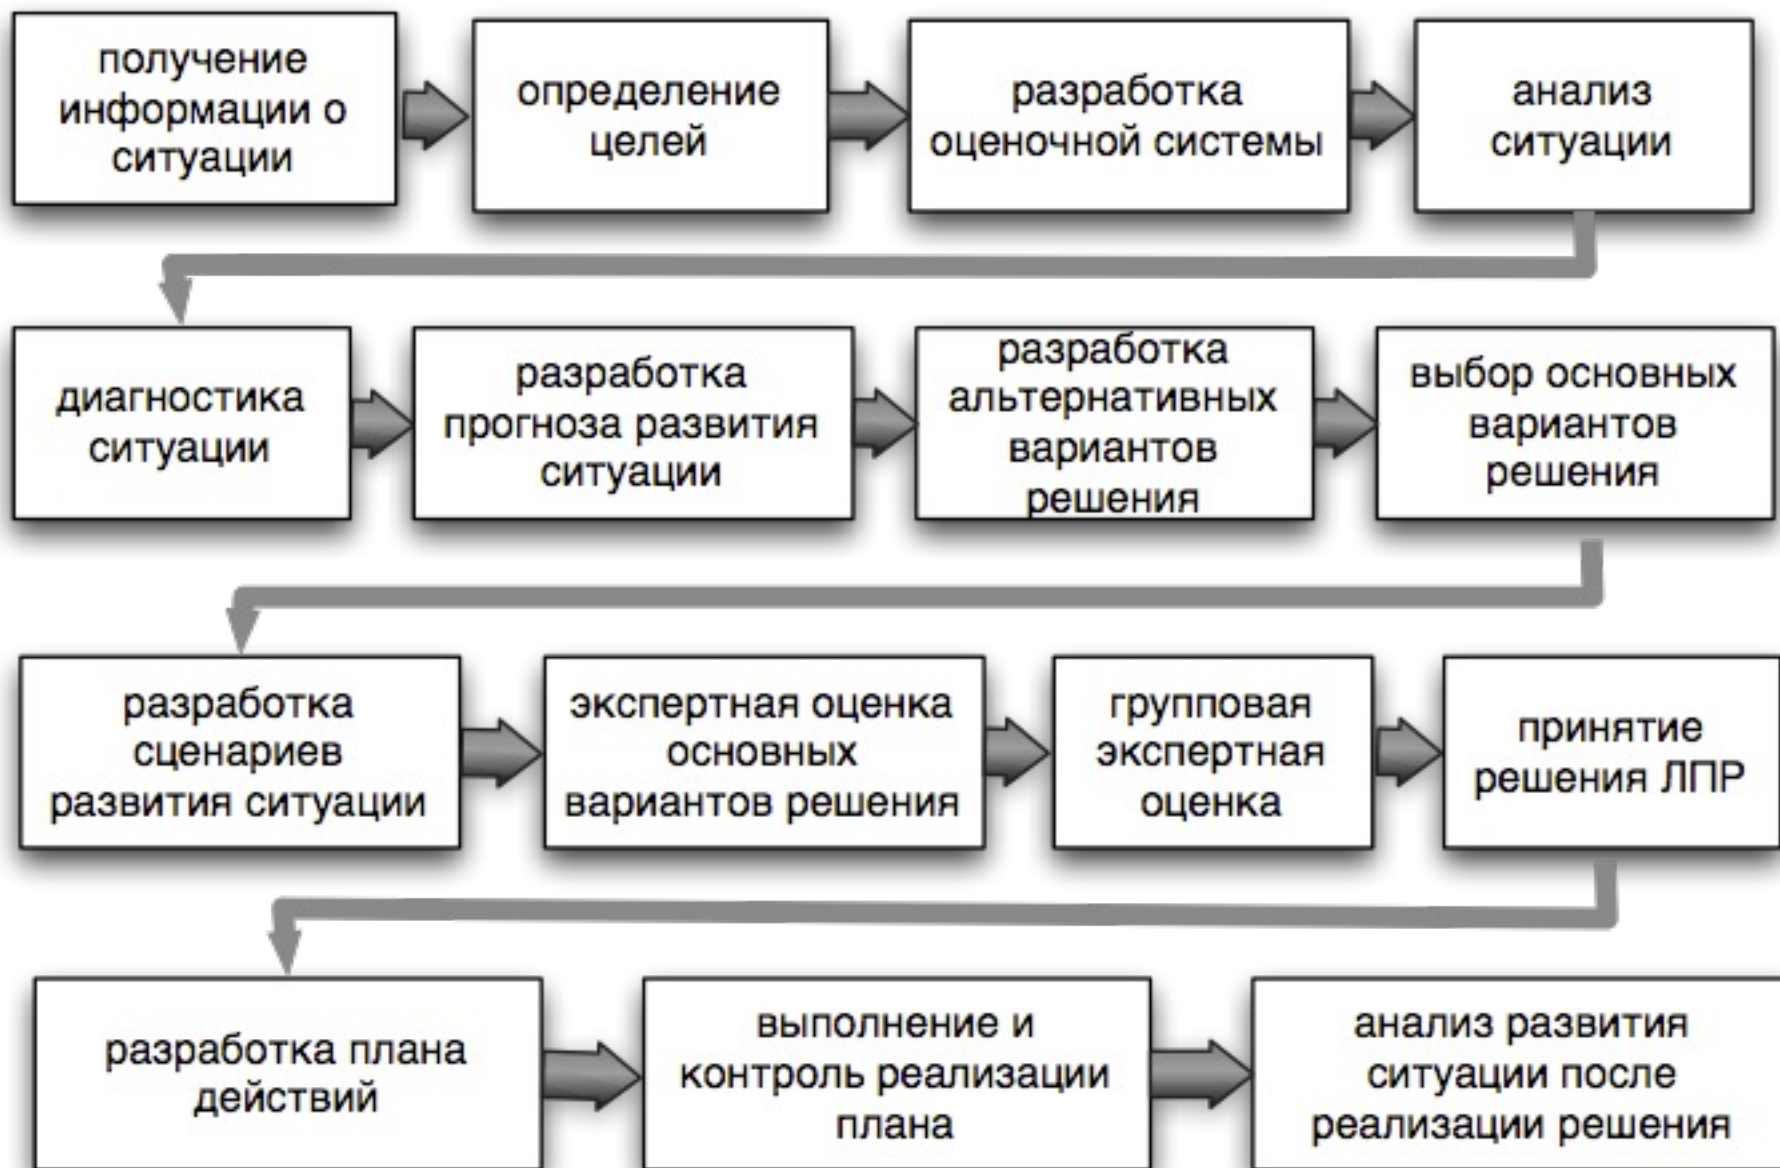 получение
информации о
ситуации
определение
целей
разработка
оценочной системы
анализ
ситуации
диагностика
ситуации
разработка
прогноза развития
ситуации
разработка
альтернативных
вариантов
решения
выбор основных
вариантов
решения
разработка
сценариев
развития ситуации
экспертная оценка
основных
вариантов решения
групповая
экспертная
оценка
принятие
решения ЛПР
разработка плана
действий
выполнение и
контроль реализации
плана
анализ развития
ситуации после
реализации решения